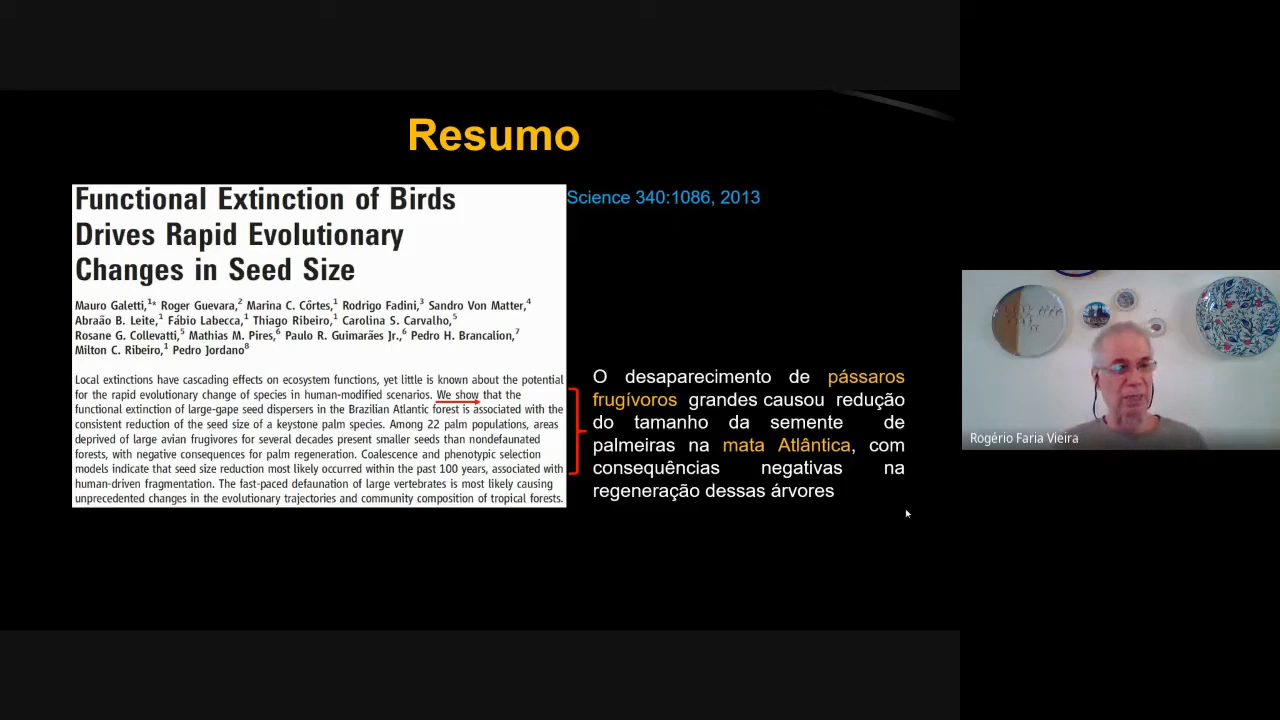 Resumo
Functional Extinction of Birds
Drives Rapid Evolutionary
Changes in Seed Size
Science 340:1086, 2013
Mauro Galetti,¹* Roger Guevara,² Marina C. Côrtes,¹ Rodrigo Fadini,³ Sandro Von Matter,⁴
Abraão B. Leite,¹ Fábio Labecca,¹ Thiago Ribeiro,¹ Carolina S. Carvalho,⁵
Rosane G. Collevatti,⁵ Mathias M. Pires,⁶ Paulo R. Guimarães Jr.,⁶ Pedro H. Brancalion,⁷
Milton C. Ribeiro,¹ Pedro Jordano⁸
Local extinctions have cascading effects on ecosystem functions, yet little is known about the potential
for the rapid evolutionary change of species in human-modified scenarios. We show that the
functional extinction of large-gape seed dispersers in the Brazilian Atlantic forest is associated with the
consistent reduction of the seed size of a keystone palm species. Among 22 palm populations, areas
deprived of large avian frugivores for several decades present smaller seeds than nondefaunated
forests, with negative consequences for palm regeneration. Coalescence and phenotypic selection
models indicate that seed size reduction most likely occurred within the past 100 years, associated with
human-driven fragmentation. The fast-paced defaunation of large vertebrates is most likely causing
unprecedented changes in the evolutionary trajectories and community composition of tropical forests.
O desaparecimento de pássaros
frugívoros grandes causou redução
do tamanho da semente de
palmeiras na mata Atlântica, com
consequências negativas na
regeneração dessas árvores
Rogério Faria Vieira